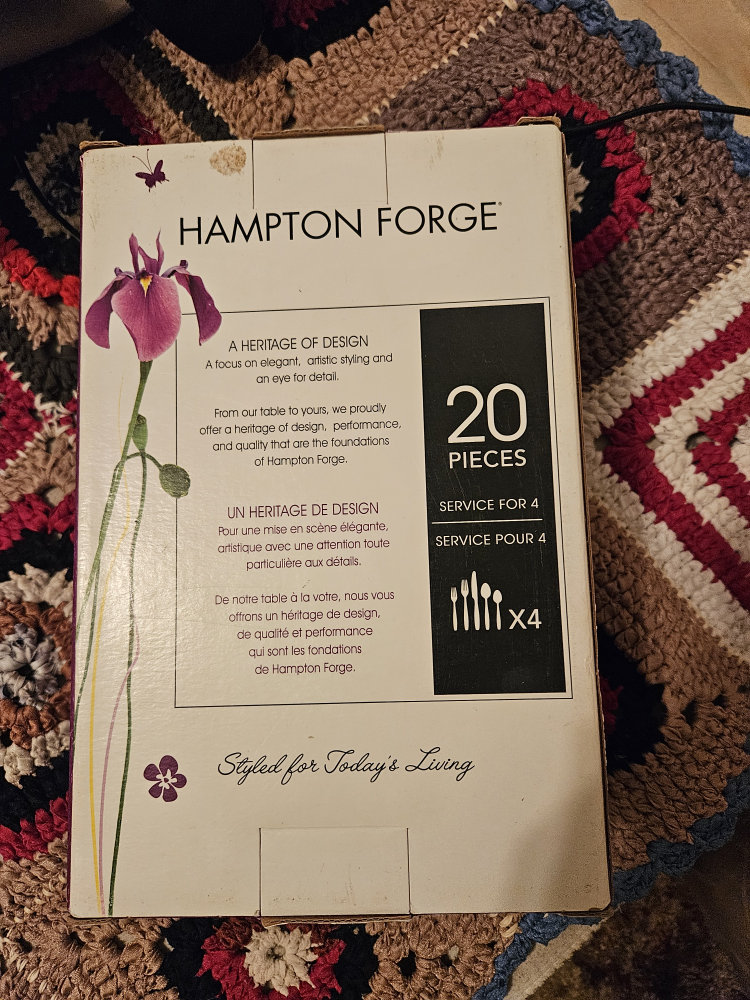 HAMPTON FORGE®
A HERITAGE OF DESIGN
A focus on elegant, artistic styling and
an eye for detail.
From our table to yours, we proudly
offer a heritage of design, performance,
and quality that are the foundations
of Hampton Forge.
UN HERITAGE DE DESIGN
Pour une mise en scène élégante,
artistique avec une attention toute
particulière aux détails.
De notre table à la votre, nous vous
offrons un héritage de design,
de qualité et performance
qui sont les fondations
de Hampton Forge.
20
PIECES
SERVICE FOR 4
SERVICE POUR 4
X4
Styled for Today's Living